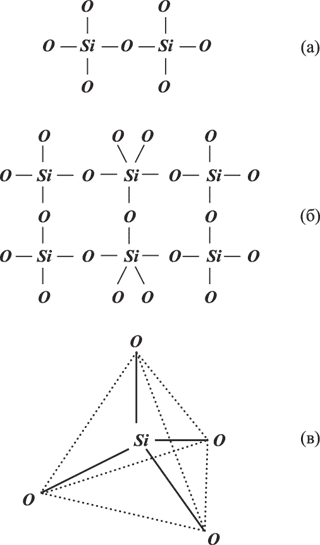 O O
O Si O Si O (а)
O O
O O O O
O Si O Si O Si O
O O O (б)
O Si O Si O Si O
O O O O
O
Si O
O (в)
O